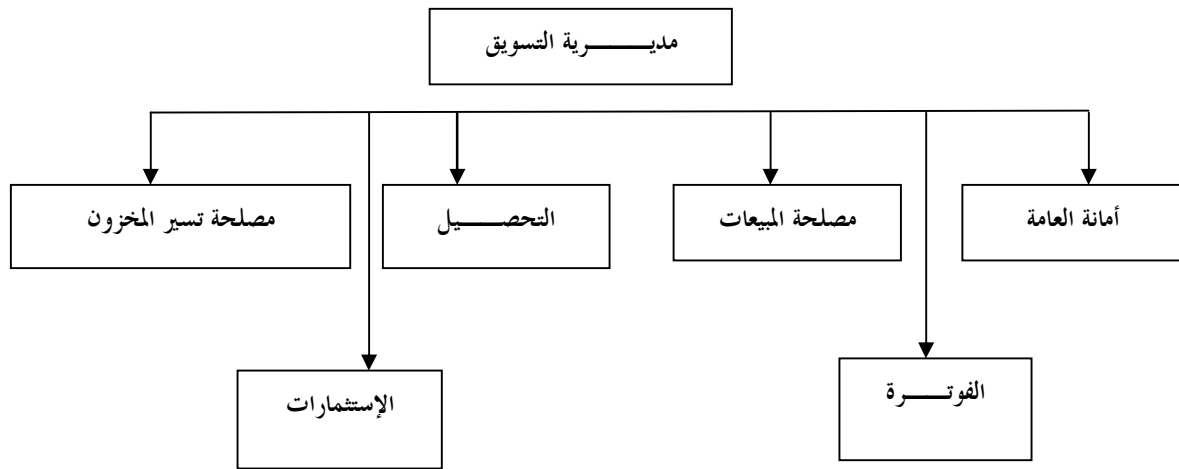 مديـــــــرية التسويق
أمانة العامة
مصلحة المبيعات
التحصـــــيل
مصلحة تسير المخزون
الفوتـــــرة
الإستثمارات